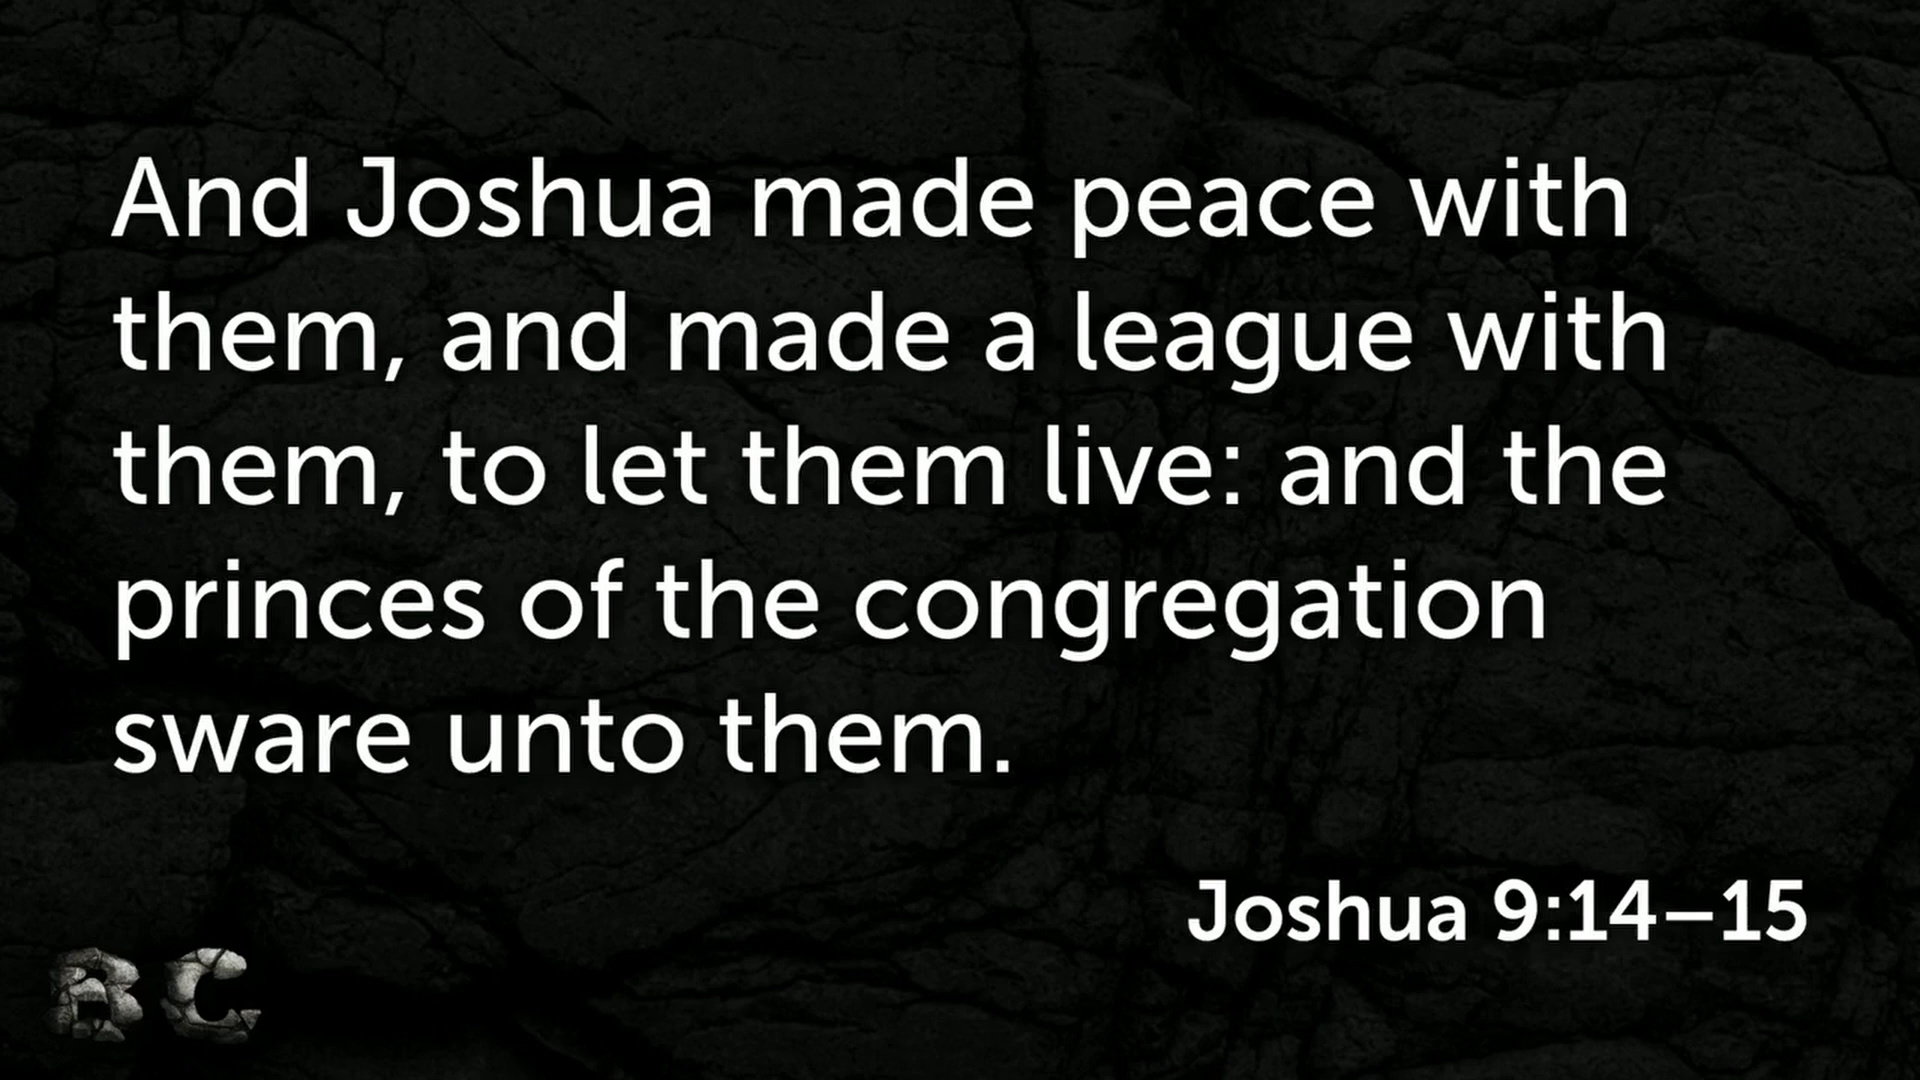 And Joshua made peace with
them, and made a league with
them, to let them live: and the
princes of the congregation
sware unto them.
Joshua 9:14–15
BC